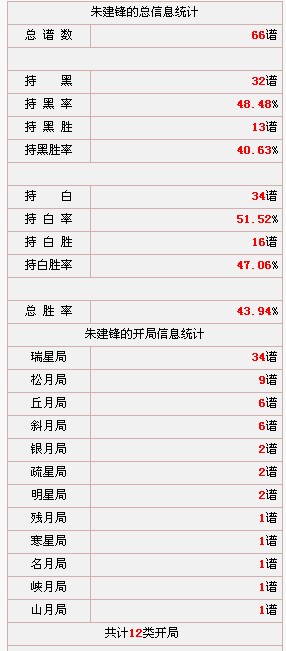 朱建锋的总信息统计
总 谱 数 66谱
持 黑 32谱
持 黑 率 48.48%
持 黑 胜 13谱
持黑胜率 40.63%
持 白 34谱
持 白 率 51.52%
持 白 胜 16谱
持白胜率 47.06%
总 胜 率 43.94%
朱建锋的开局信息统计
瑞星局 34谱
松月局 9谱
丘月局 6谱
斜月局 6谱
银月局 2谱
疏星局 2谱
明星局 2谱
残月局 1谱
寒星局 1谱
名月局 1谱
峡月局 1谱
山月局 1谱
共计12类开局